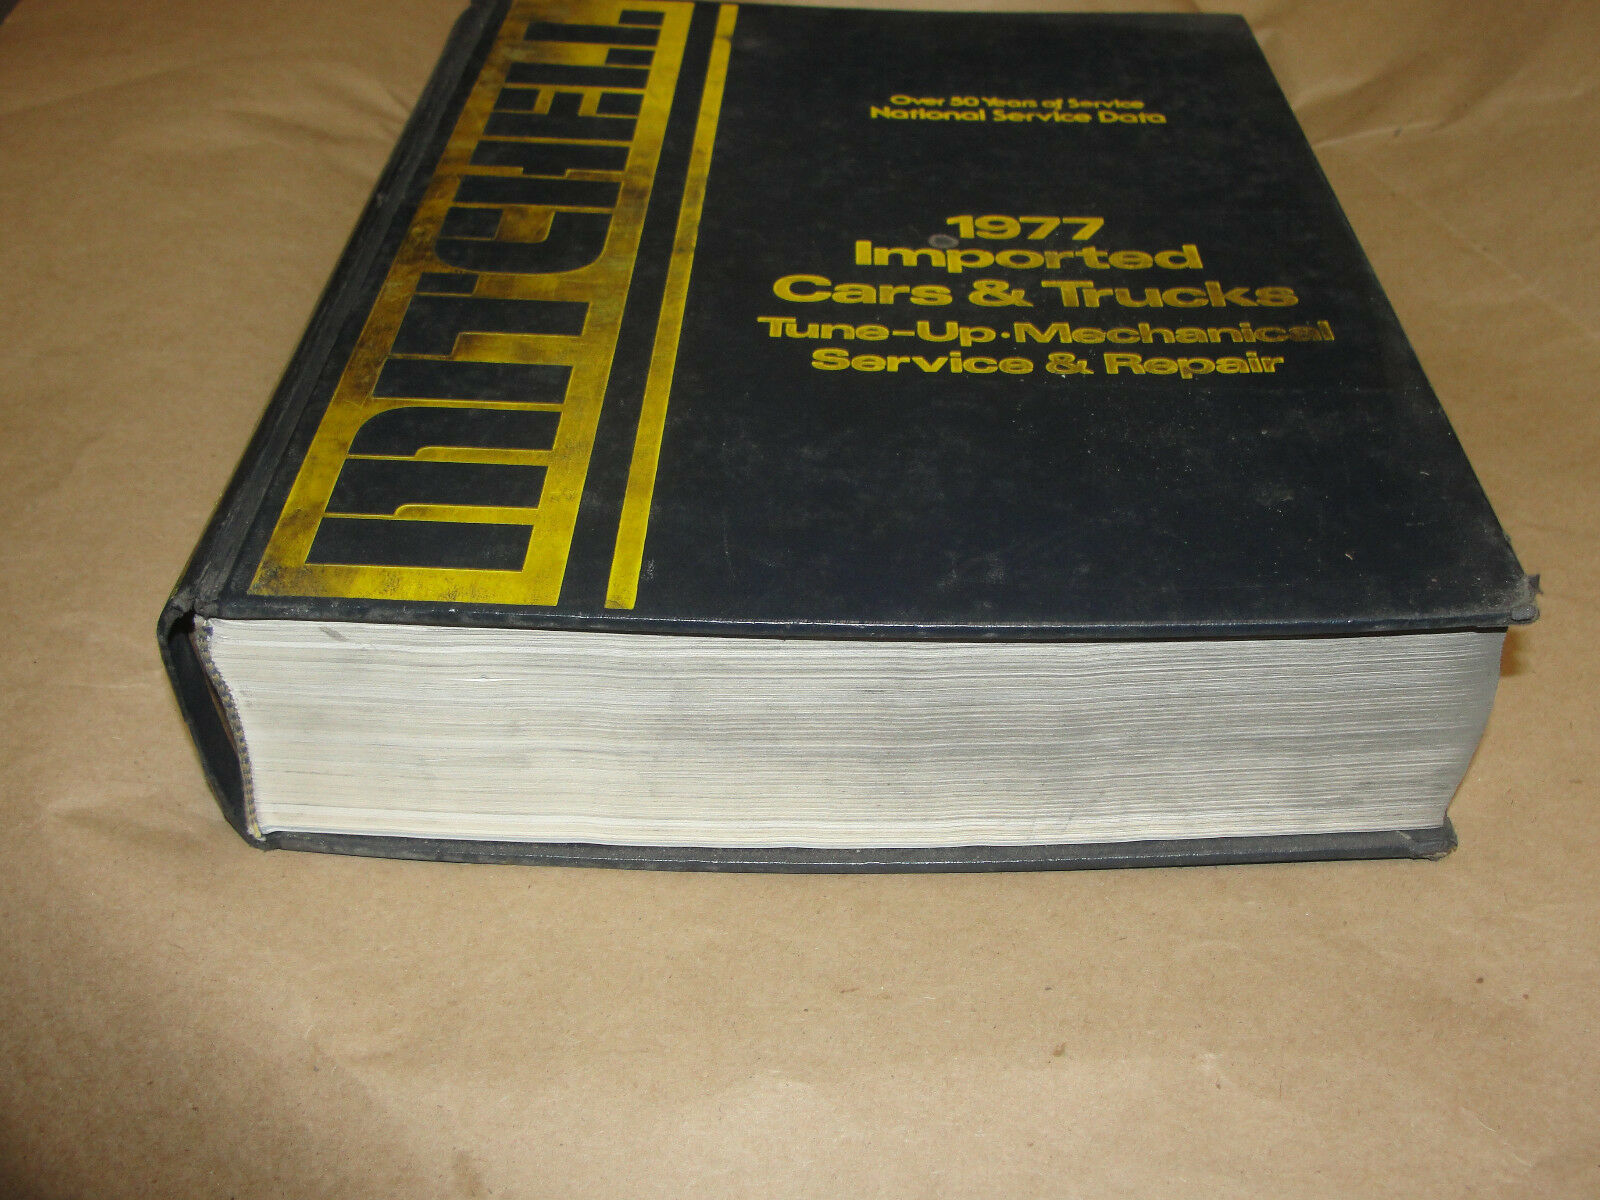 MITCHELL
Over 50 Years of Service
National Service Data
1977
Imported
Cars & Trucks
Tune-Up·Mechanical
Service & Repair